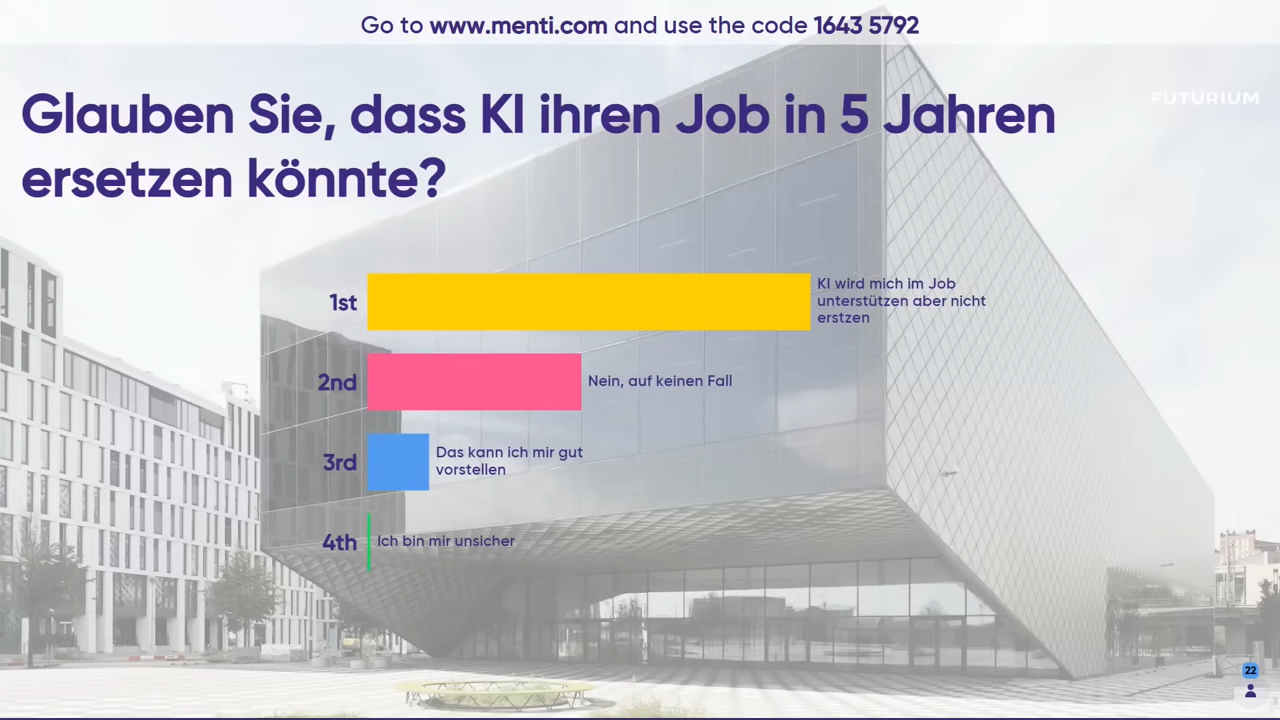 Go to www.menti.com and use the code 1643 5792
FUTURIUM
Glauben Sie, dass KI ihren Job in 5 Jahren
ersetzen könnte?
1st
KI wird mich im Job
unterstützen aber nicht
erstzen
2nd
Nein, auf keinen Fall
3rd
Das kann ich mir gut
vorstellen
4th
Ich bin mir unsicher
22